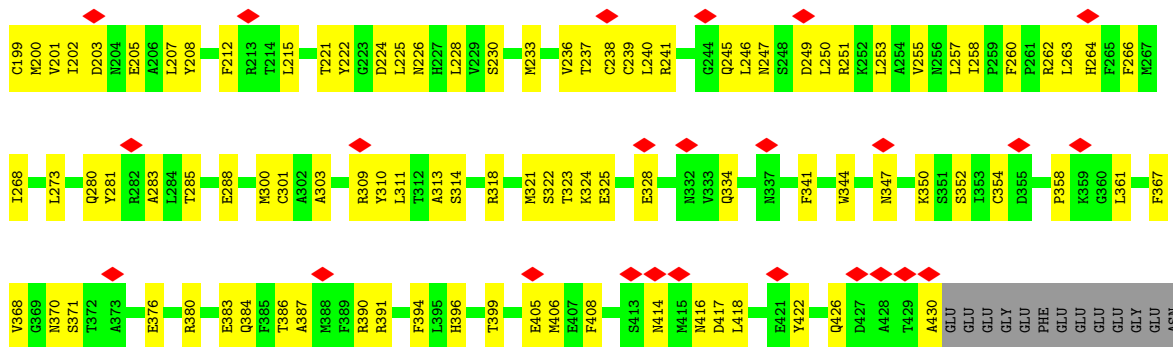 C199 M200 V201 I202 D203 N204 E205 A206 L207 Y208 F212 R213 T214 L215 T221 Y222 G223 D224 L225 N226 H227 L228 V229 S230 M233 V236 T237 C238 C239 L240 R241 G244 Q245 L246 N247 S248 D249 L250 R251 K252 L253 A254 V255 N256 L257 I258 P259 F260 P261 R262 L263 H264 F265 F266 M267
I268 L273 Q280 Y281 R282 A283 L284 T285 E288 M300 C301 A302 A303 R309 Y310 L311 T312 A313 S314 R318 M321 S322 T323 K324 E325 E328 N332 V333 Q334 N337 F341 W344 N347 K350 S351 S352 I353 C354 D355 P358 K359 G360 L361 F367
V368 G369 N370 S371 T372 A373 E376 R380 E383 Q384 F385 T386 A387 M388 F389 R390 R391 F394 L395 H396 T399 E405 M406 E407 F408 S413 N414 M415 N416 D417 L418 E421 Y422 Q426 D427 A428 T429 A430 GLU GLU GLU GLY GLU PHE GLU GLU GLU GLU GLY GLU ASN